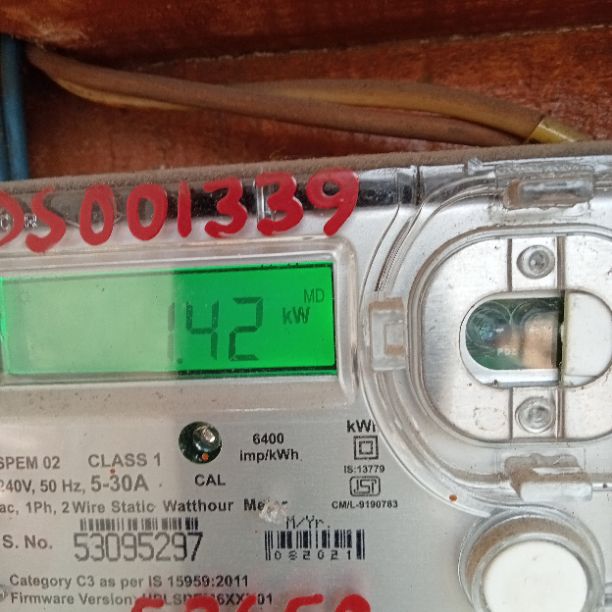 DS001339
MD
1.42 kW
6400
imp/kWh
CAL
IS:13779
CM/L-9190783
SPEM 02 CLASS 1
240V, 50 Hz, 5-30A
ac, 1Ph, 2 Wire Static Watthour
M/Yr.
082021
S. No. 53095297
Category C3 as per IS 15959:2011
Firmware Version: